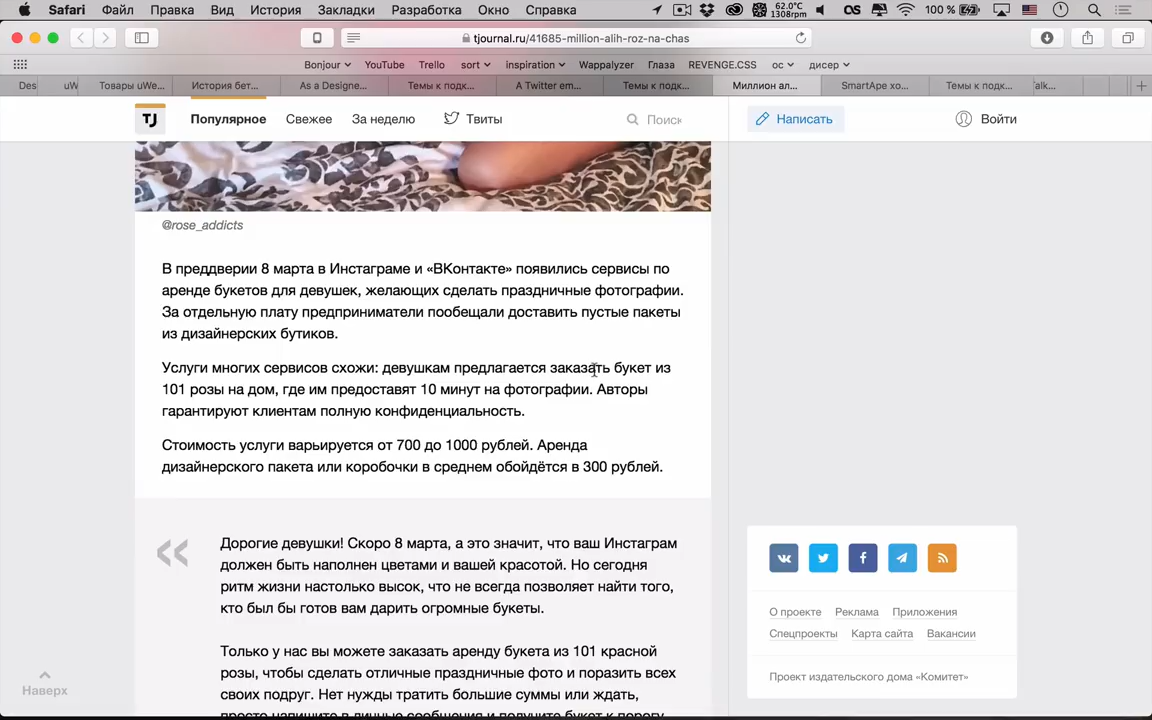 Safari Файл Правка Вид История Закладки Разработка Окно Справка 62.0°C 1308rpm 100 %
tjournal.ru/41685-million-alih-roz-na-chas
Bonjour YouTube Trello sort inspiration Wappalyzer Глаза REVENGE.CSS ос дисер
Des uW Товары uWe... История бет... As a Designe... Темы к подк... A Twitter em... Темы к подк... Миллион ал... SmartApe хо... Темы к подк... alk...
TJ Популярное Свежее За неделю Твиты Поиск Написать Войти
@rose_addicts
В преддверии 8 марта в Инстаграме и «ВКонтакте» появились сервисы по
аренде букетов для девушек, желающих сделать праздничные фотографии.
За отдельную плату предприниматели пообещали доставить пустые пакеты
из дизайнерских бутиков.
Услуги многих сервисов схожи: девушкам предлагается заказать букет из
101 розы на дом, где им предоставят 10 минут на фотографии. Авторы
гарантируют клиентам полную конфиденциальность.
Стоимость услуги варьируется от 700 до 1000 рублей. Аренда
дизайнерского пакета или коробочки в среднем обойдётся в 300 рублей.
«
Дорогие девушки! Скоро 8 марта, а это значит, что ваш Инстаграм
должен быть наполнен цветами и вашей красотой. Но сегодня
ритм жизни настолько высок, что не всегда позволяет найти того,
кто был бы готов вам дарить огромные букеты.
Только у нас вы можете заказать аренду букета из 101 красной
розы, чтобы сделать отличные праздничные фото и поразить всех
своих подруг. Нет нужды тратить большие суммы или ждать,
просто напишите в личные сообщения и получите букет к порогу
О проекте Реклама Приложения
Спецпроекты Карта сайта Вакансии
Проект издательского дома «Комитет»
Наверх